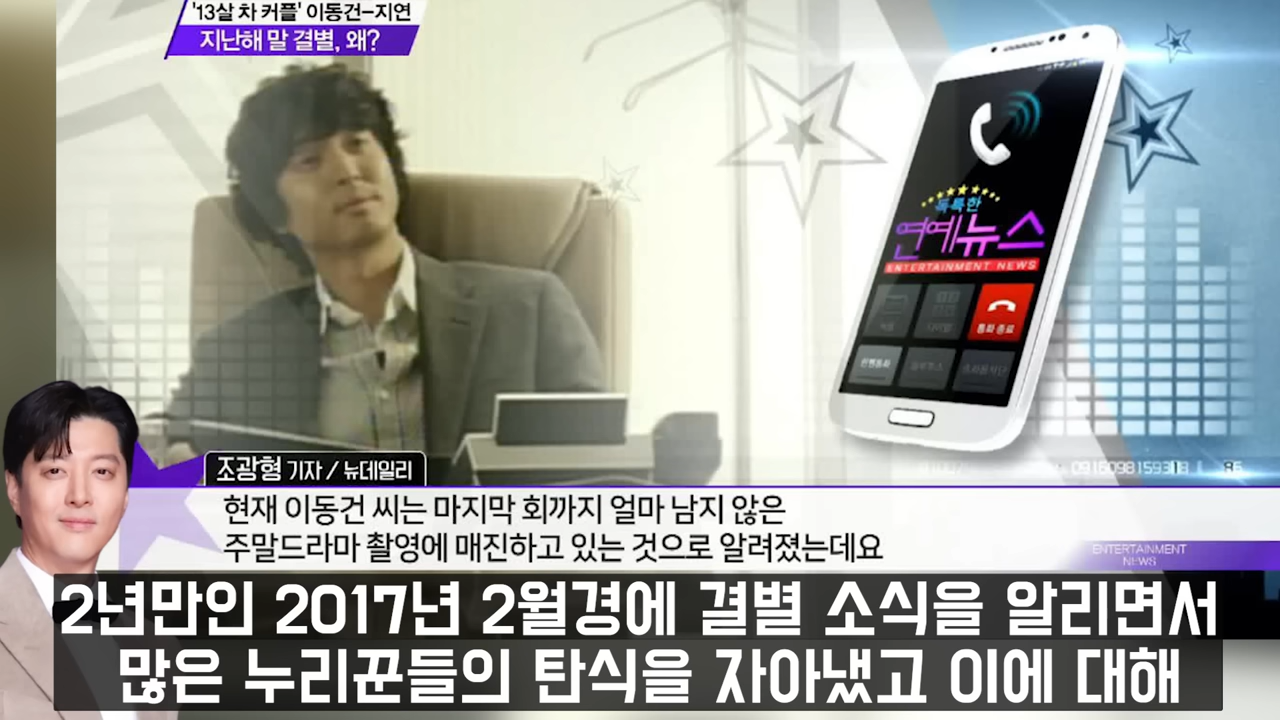 '13살 차 커플' 이동건-지연
지난해 말 결별, 왜?
독특한
연예뉴스
ENTERTAINMENT NEWS
통화 종료
조광형 기자 / 뉴데일리
현재 이동건 씨는 마지막 회까지 얼마 남지 않은
주말드라마 촬영에 매진하고 있는 것으로 알려졌는데요
ENTERTAINMENT
NEWS
2년만인 2017년 2월경에 결별 소식을 알리면서
많은 누리꾼들의 탄식을 자아냈고 이에 대해